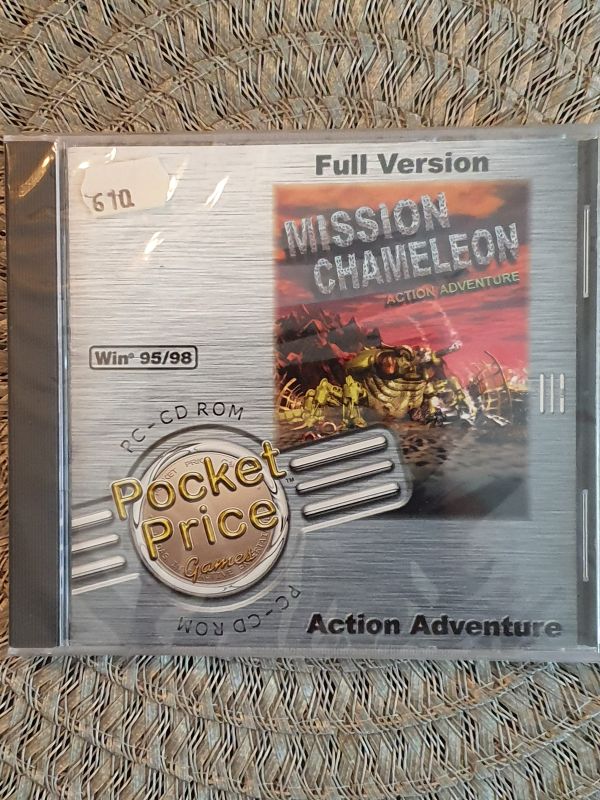 610
Full Version
MISSION
CHAMELEON
ACTION ADVENTURE
Win® 95/98
PC-CD ROM
Pocket
Price™
Games
PC-CD ROM
Action Adventure